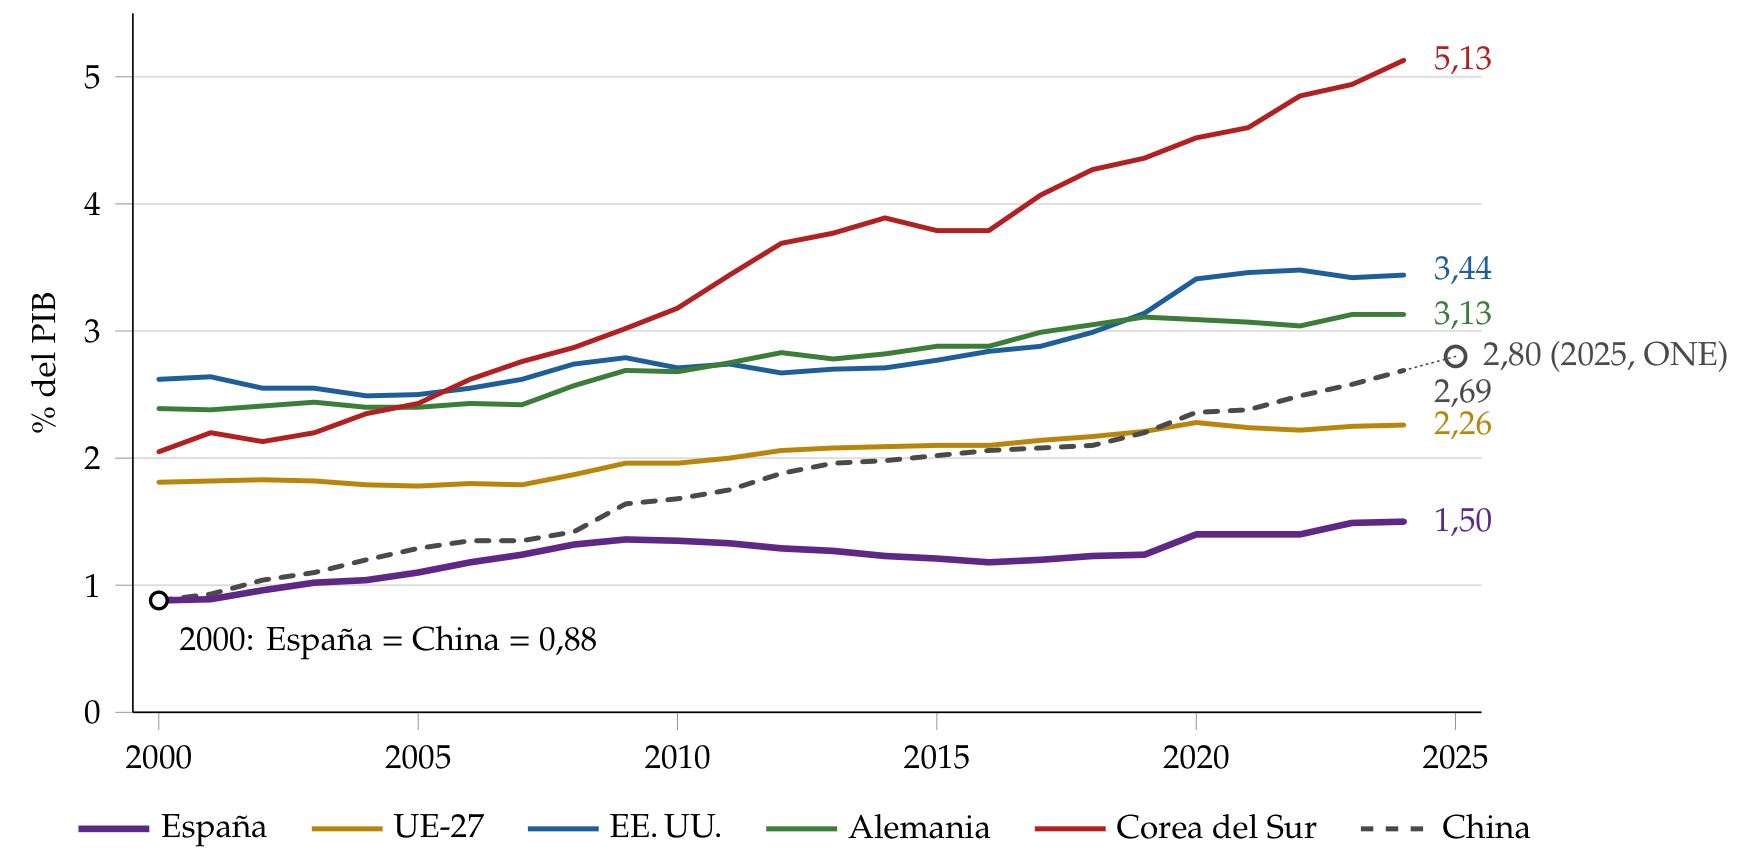 5,13
5
4
3,44
3,13
3
2,80 (2025, ONE)
2,69
2,26
2
1,50
1
2000: España = China = 0,88
0
% del PIB
2000 2005 2010 2015 2020 2025
España UE-27 EE. UU. Alemania Corea del Sur China